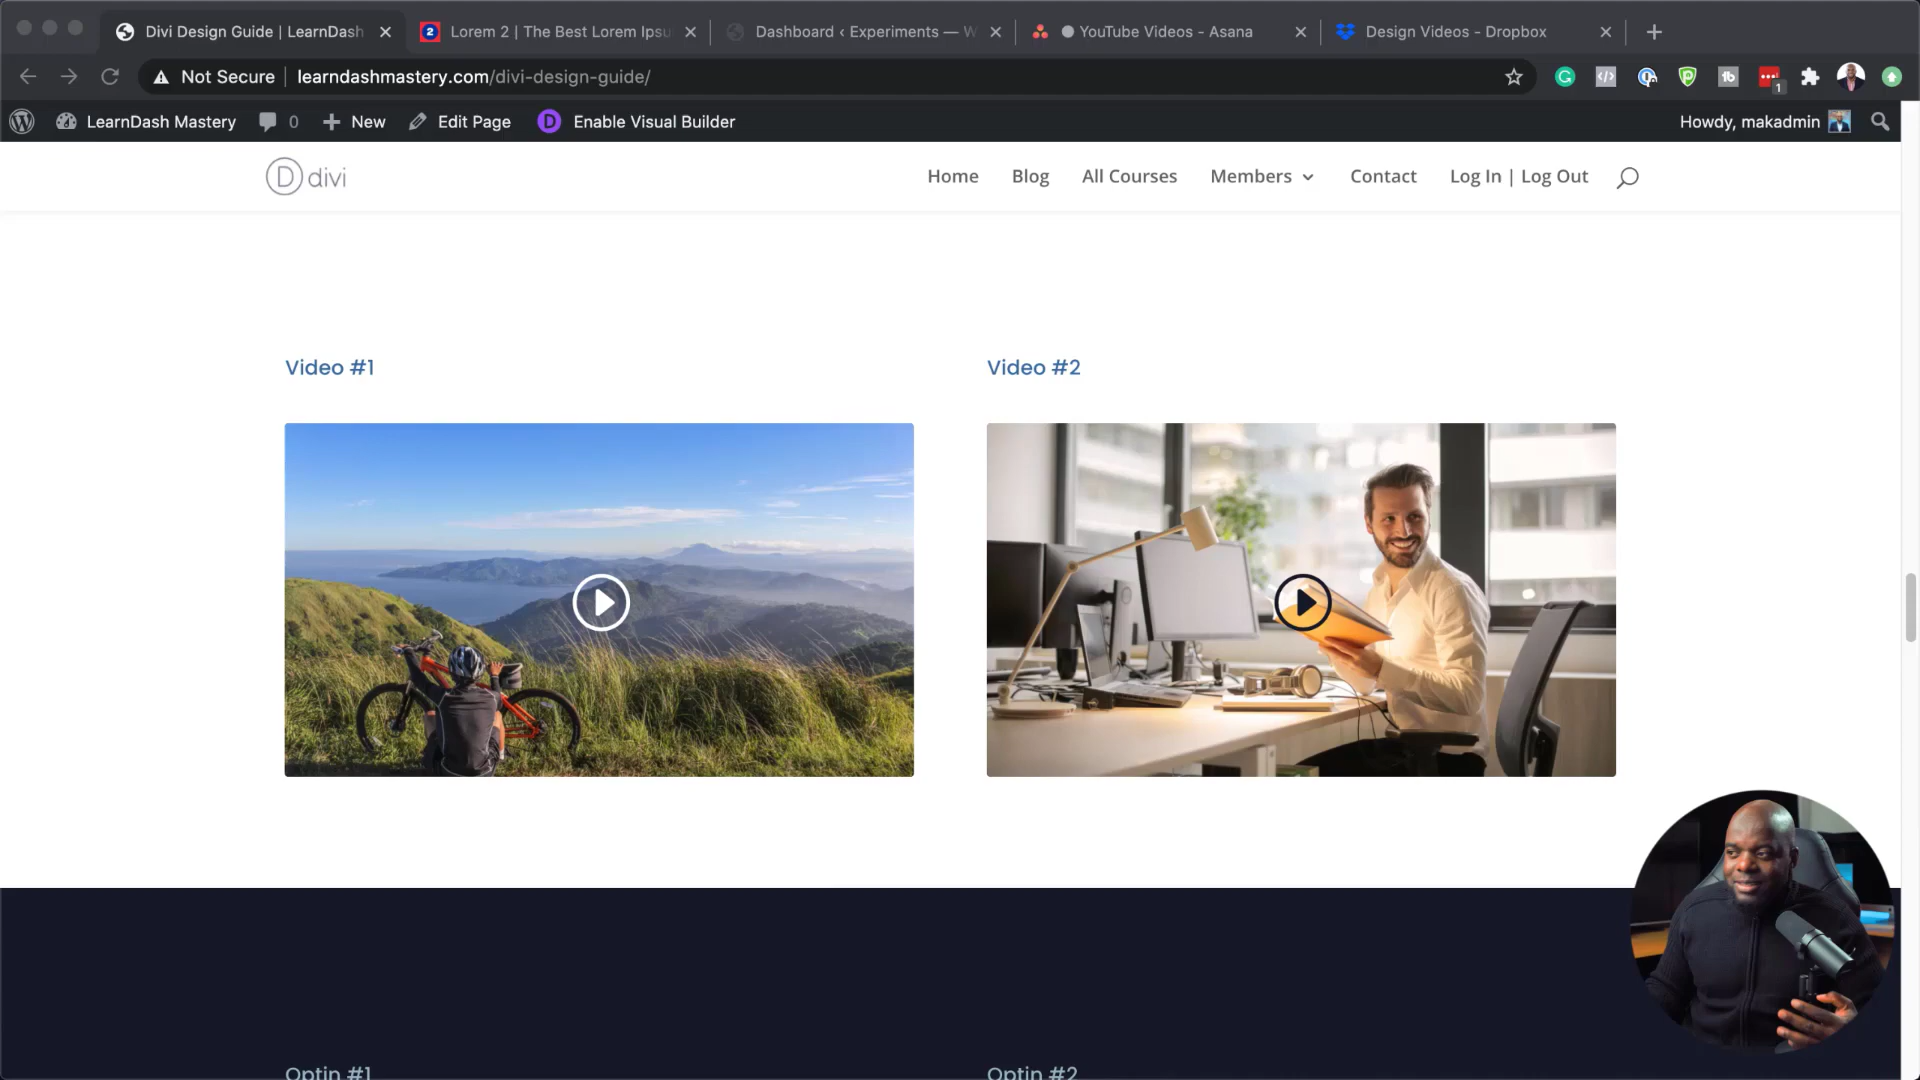 Divi Design Guide | LearnDash
Lorem 2 | The Best Lorem Ipsu
Dashboard ‹ Experiments — W
YouTube Videos - Asana
Design Videos - Dropbox
Not Secure
learndashmastery.com/divi-design-guide/
1
LearnDash Mastery 0 New Edit Page D Enable Visual Builder
Howdy, makadmin
D divi
Home Blog All Courses Members Contact Log In | Log Out
Video #1
Video #2
Optin #1
Optin #2